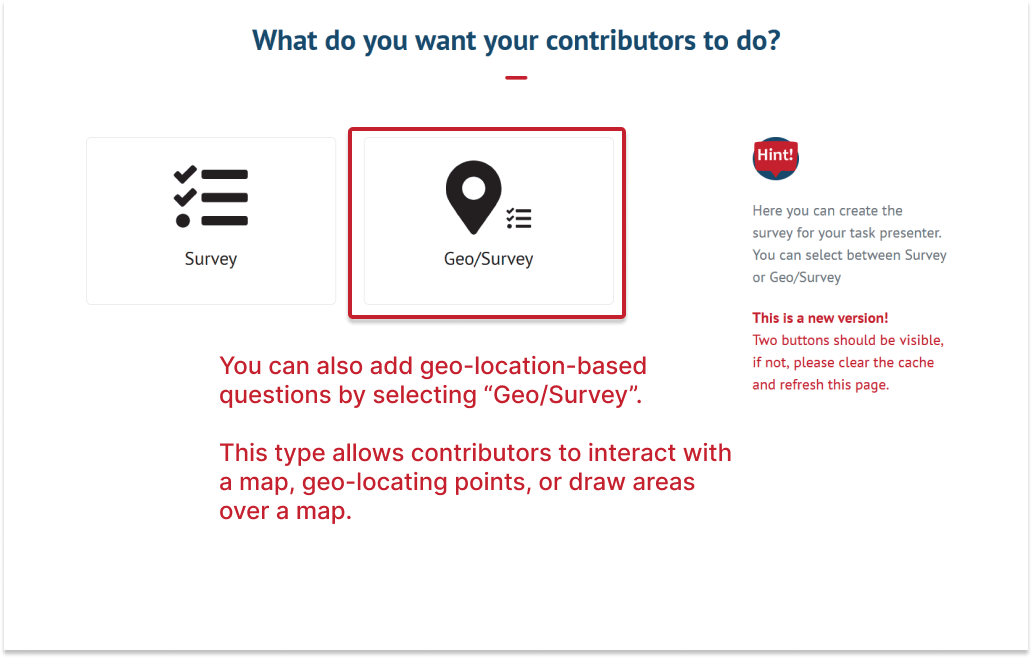 What do you want your contributors to do?
Survey
Geo/Survey
Hint!
Here you can create the
survey for your task presenter.
You can select between Survey
or Geo/Survey
This is a new version!
Two buttons should be visible,
if not, please clear the cache
and refresh this page.
You can also add geo-location-based
questions by selecting “Geo/Survey”.
This type allows contributors to interact with
a map, geo-locating points, or draw areas
over a map.